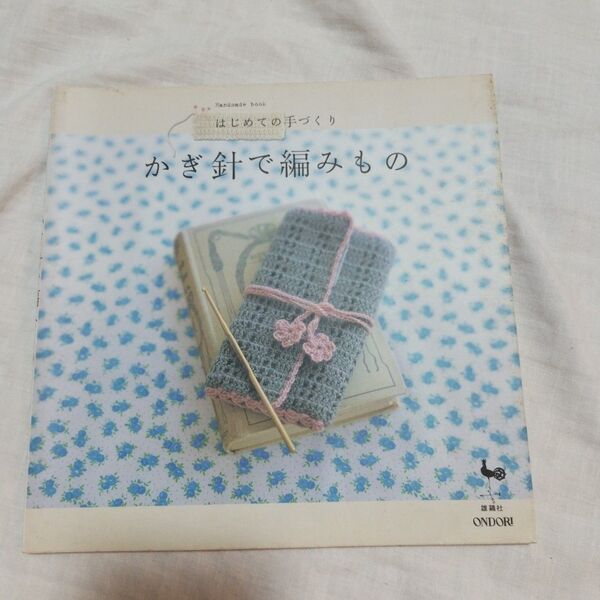 Handmade book
はじめての手づくり
かぎ針で編みもの
雄鷄社
ONDORI